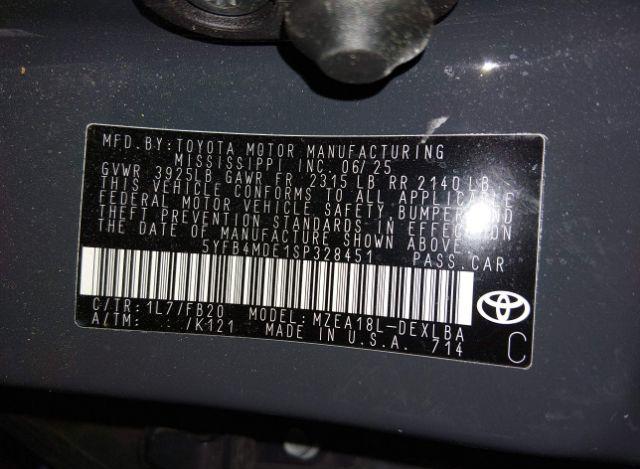 MFD.BY:TOYOTA MOTOR MANUFACTURING
MISSISSIPPI INC. 06/25
GVWR 3925LB GAWR FR 2315 LB RR 2140 LB
THIS VEHICLE CONFORMS TO ALL APPLICABLE
FEDERAL MOTOR VEHICLE SAFETY, BUMPER AND
THEFT PREVENTION STANDARDS IN EFFECT ON
THE DATE OF MANUFACTURE SHOWN ABOVE.
5YFB4MDE1SP328451 PASS.CAR
C/TR:1L7/FB20 MODEL:MZEA18L-DEXLBA
A/TM: /K121 MADE IN U.S.A. 714
C